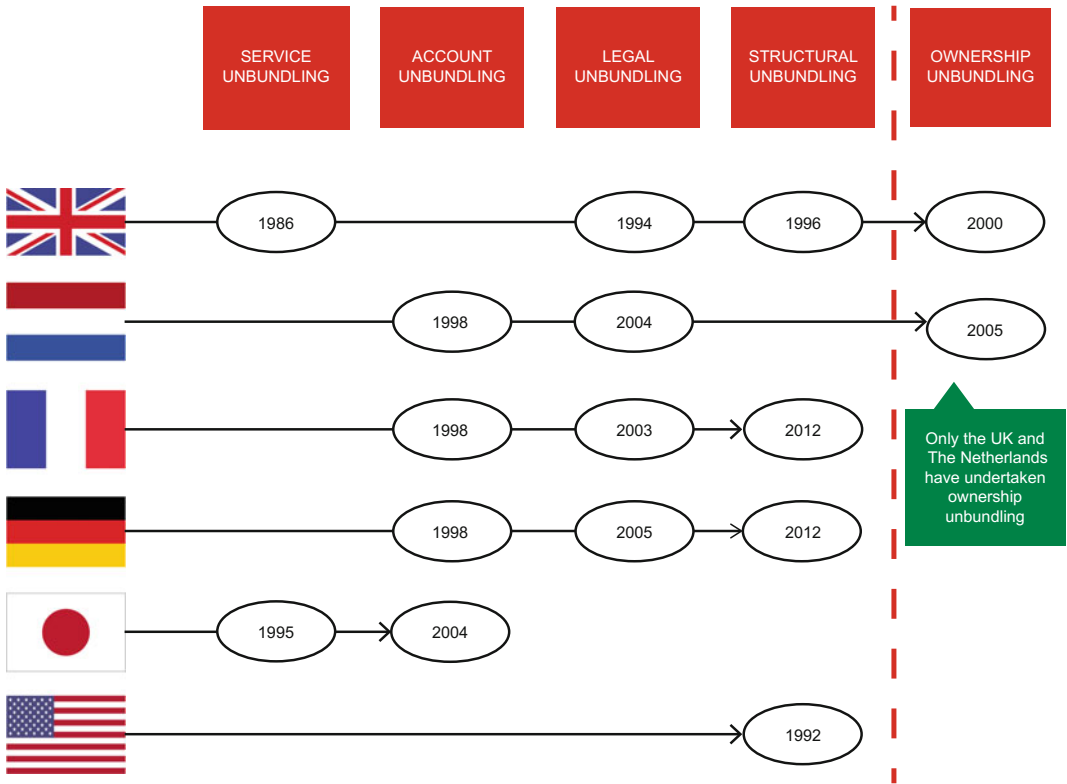 SERVICE
UNBUNDLING
ACCOUNT
UNBUNDLING
LEGAL
UNBUNDLING
STRUCTURAL
UNBUNDLING
OWNERSHIP
UNBUNDLING
1986
1994
1996
2000
1998
2004
2005
1998
2003
2012
1998
2005
2012
1995
2004
1992
Only the UK and
The Netherlands
have undertaken
ownership
unbundling